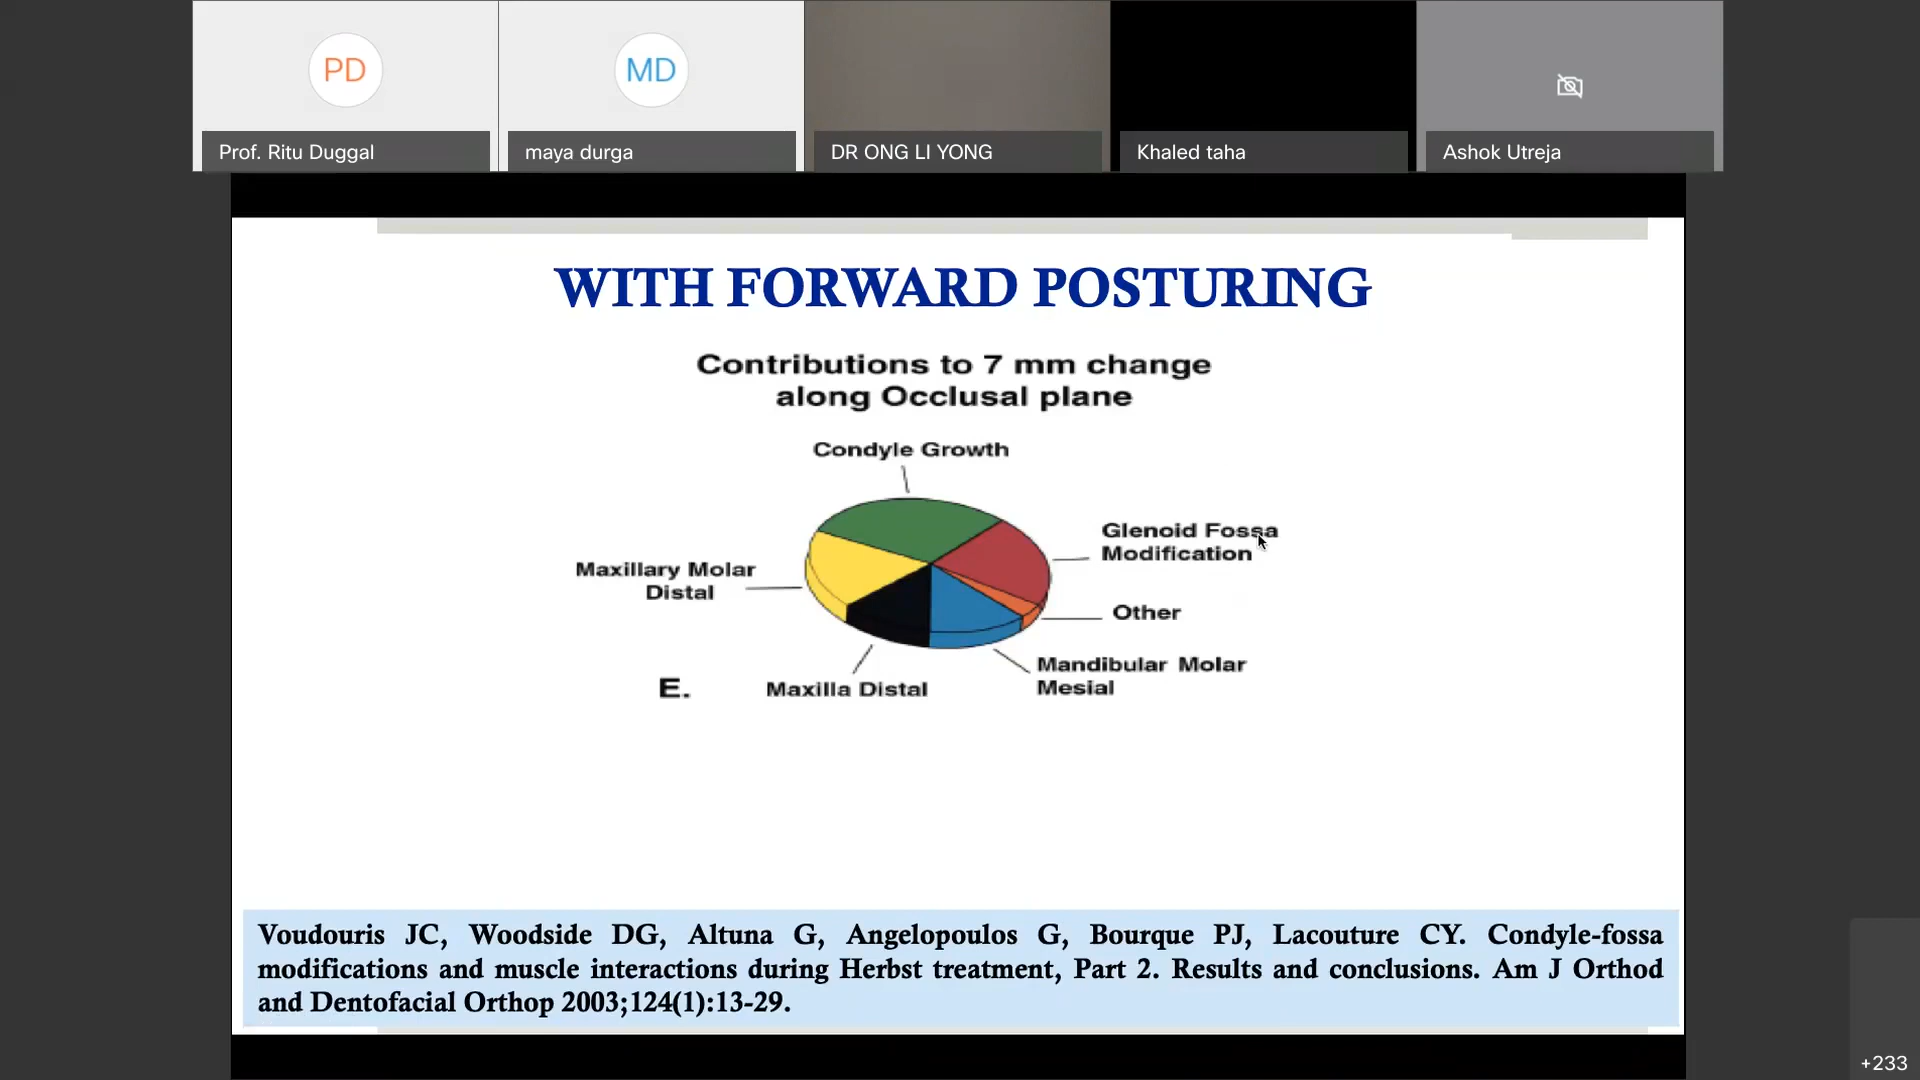 PD
MD
Prof. Ritu Duggal
maya durga
DR ONG LI YONG
Khaled taha
Ashok Utreja
WITH FORWARD POSTURING
Contributions to 7 mm change
along Occlusal plane
Condyle Growth
Glenoid Fossa
Modification
Maxillary Molar
Distal
Other
Mandibular Molar
Mesial
E.
Maxilla Distal
Voudouris JC, Woodside DG, Altuna G, Angelopoulos G, Bourque PJ, Lacouture CY. Condyle-fossa
modifications and muscle interactions during Herbst treatment, Part 2. Results and conclusions. Am J Orthod
and Dentofacial Orthop 2003;124(1):13-29.
+233